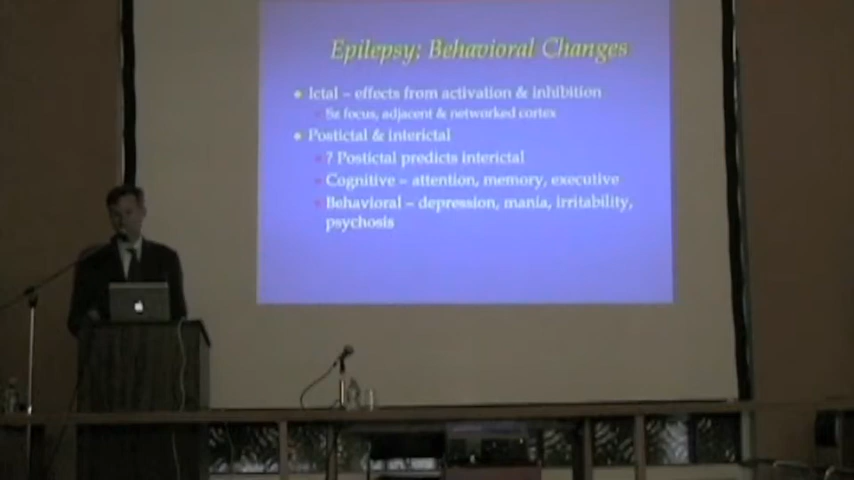 Epilepsy; Behavioral Changes
Ictal – effects from activation & inhibition
Sz focus, adjacent & networked cortex
Postictal & interictal
? Postictal predicts interictal
Cognitive – attention, memory, executive
Behavioral – depression, mania, irritability,
psychosis